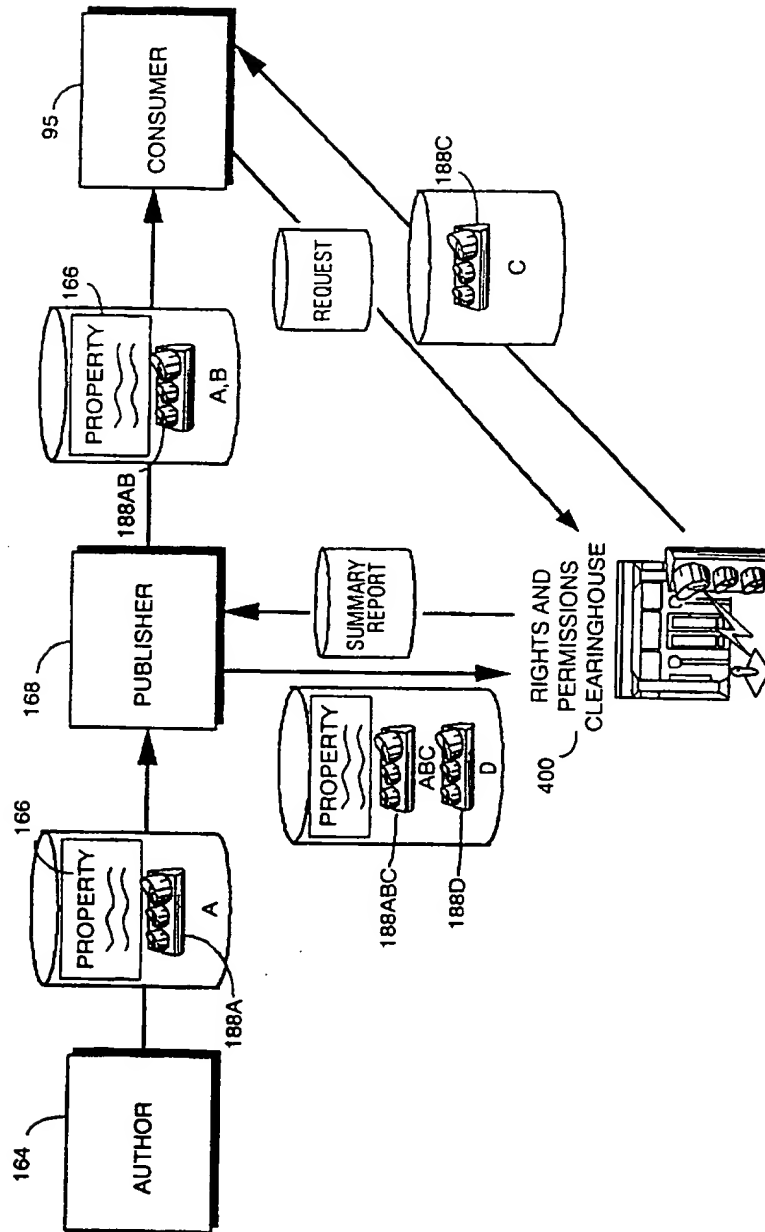 164
AUTHOR
166
PROPERTY
A
188A
168
PUBLISHER
188AB
166
PROPERTY
A,B
95
CONSUMER
PROPERTY
ABC
D
188ABC
188D
SUMMARY
REPORT
REQUEST
188C
C
400
RIGHTS AND
PERMISSIONS
CLEARINGHOUSE